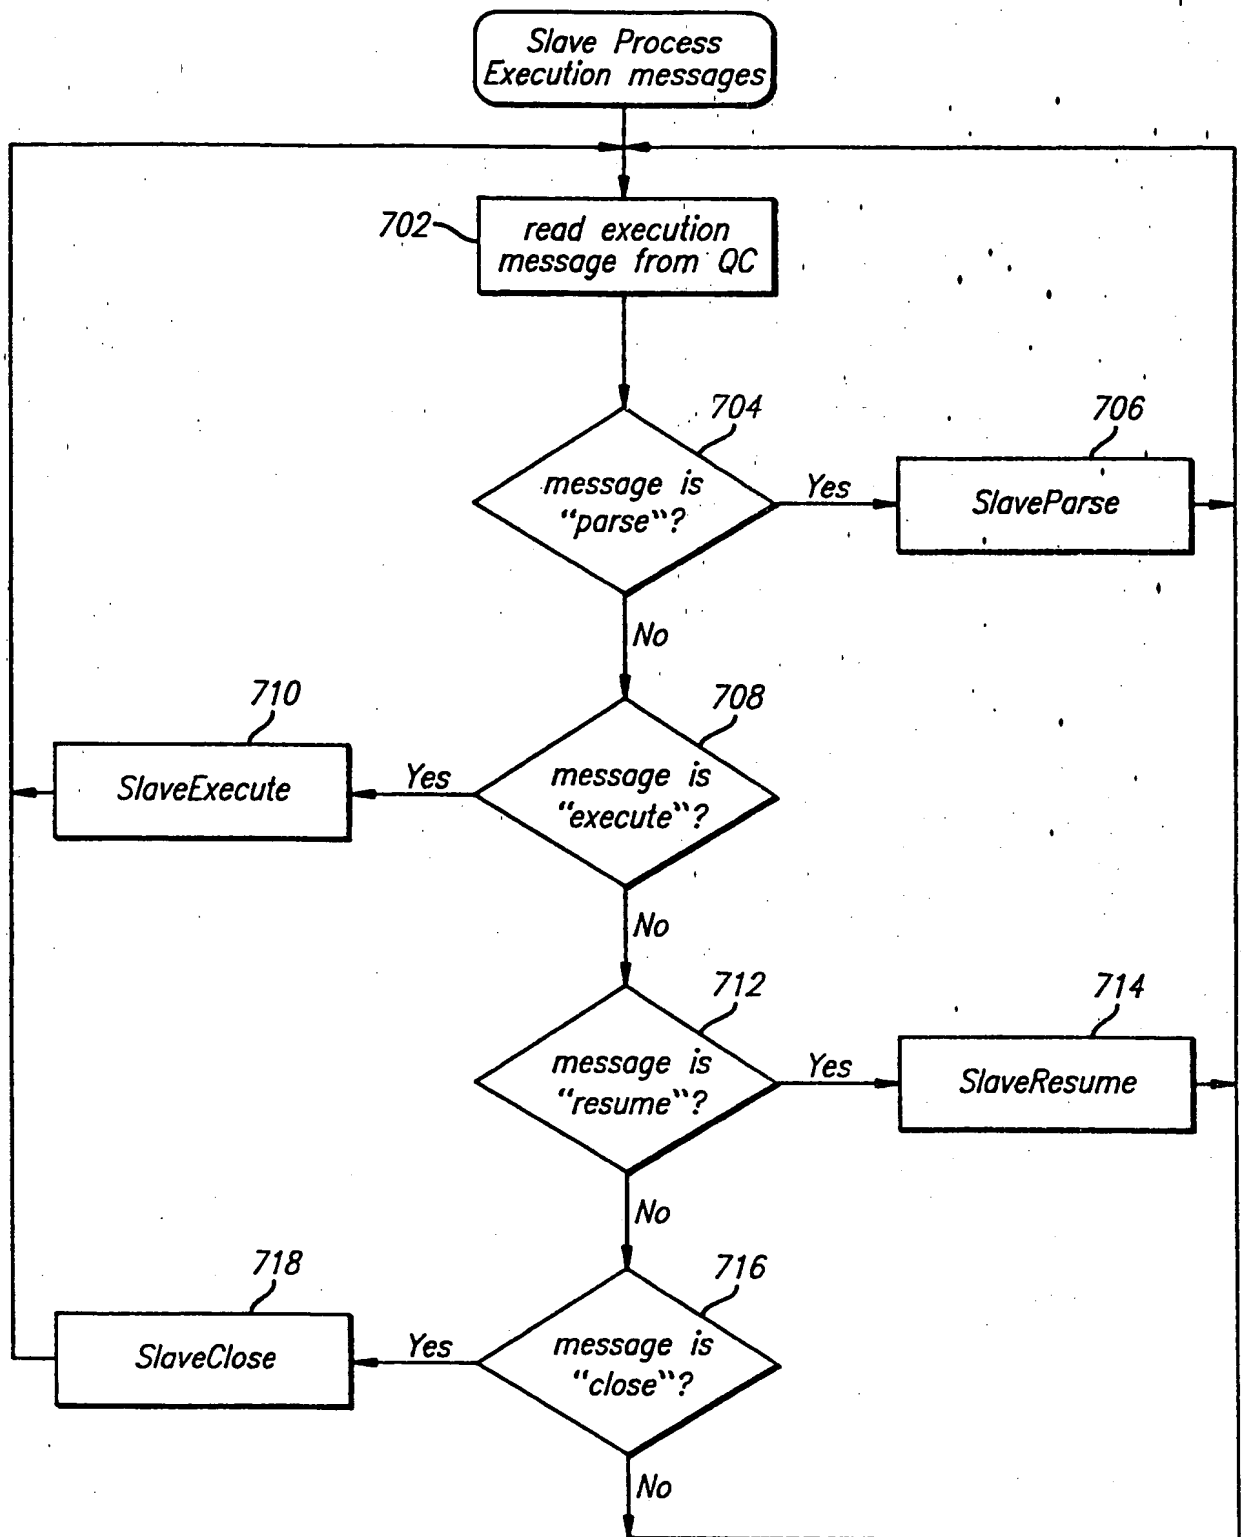 Slave Process
Execution messages
702
read execution
message from QC
704
message is
“parse“?
Yes
706
SlaveParse
No
710
SlaveExecute
Yes
708
message is
“execute“?
No
712
message is
“resume“?
Yes
714
SlaveResume
No
718
SlaveClose
Yes
716
message is
“close“?
No